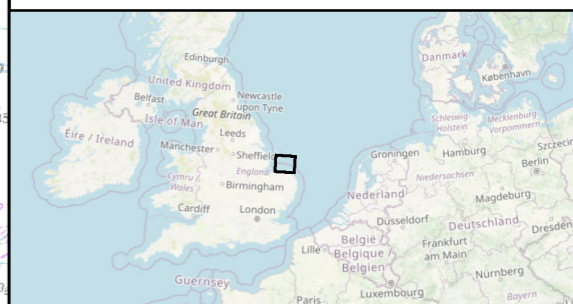 Edinburgh
Danmark
København
United Kingdom
Newcastle
upon Tyne
Belfast
Great Britain
Isle of Man
Schleswig
Holstein
Mecklenburg
Vorpommern
Leeds
Éire / Ireland
Manchester
Sheffield
Groningen
Hamburg
Szczecin
Berlin
England
Cymru
Wales
Birmingham
Niedersachsen
Nederland
Magdeburg
Cardiff
London
Düsseldorf
Deutschland
Dresden
Lille
België
Belgique
Belgien
Frankfurt
am Main
Guernsey
Nürnberg
Luxembourg
Paris
Bayern